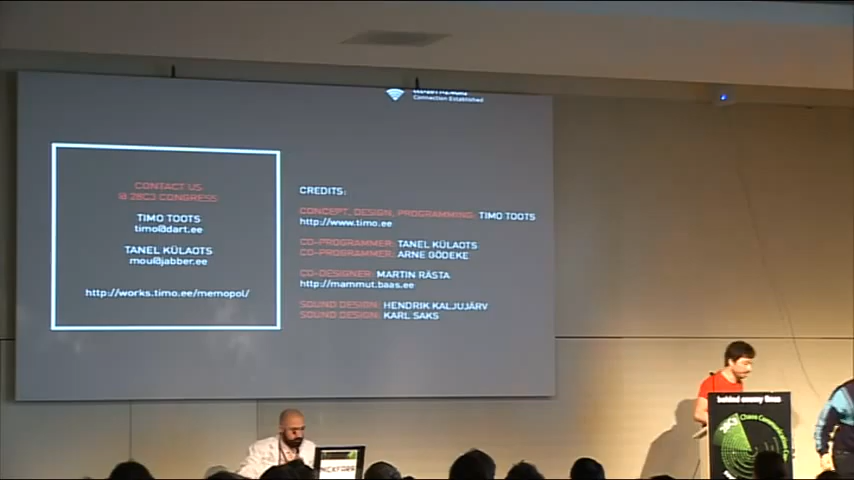 Connection Established
CONTACT US
@ 28C3 CONGRESS
TIMO TOOTS
timo@dart.ee
TANEL KÜLAOTS
mou@jabber.ee
http://works.timo.ee/memopol/
CREDITS:
CONCEPT, DESIGN, PROGRAMMING: TIMO TOOTS
http://www.timo.ee
CO-PROGRAMMER: TANEL KÜLAOTS
CO-PROGRAMMER: ARNE GÖDEKE
CO-DESIGNER: MARTIN RÄSTA
http://mammut.baas.ee
SOUND DESIGN: HENDRIK KALJUJÄRV
SOUND DESIGN: KARL SAKS
behind enemy lines
28C3